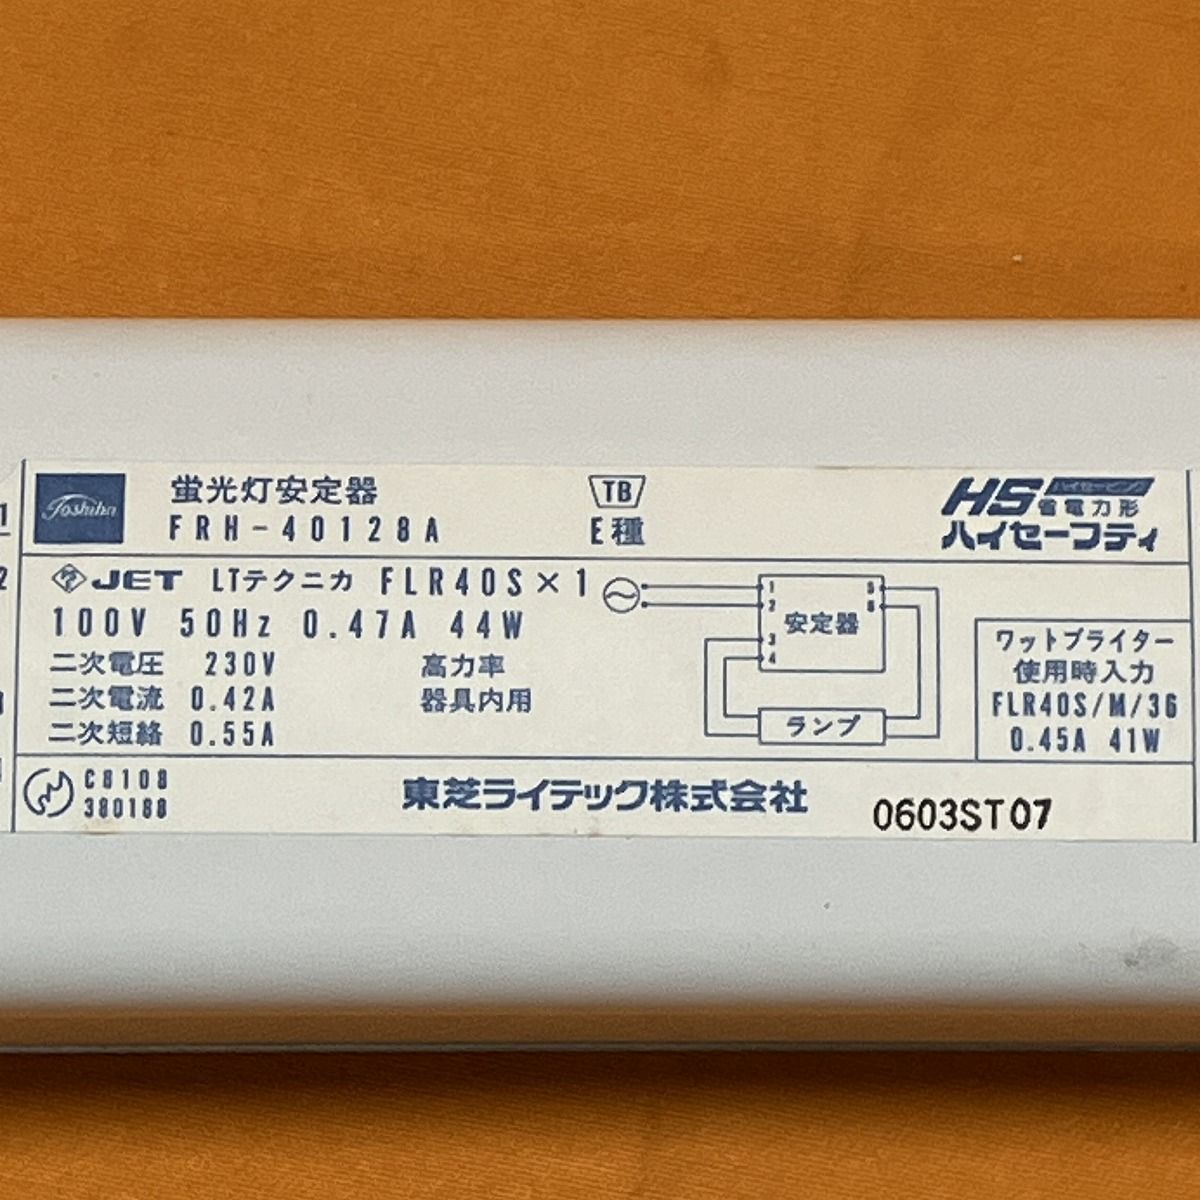 Toshiba
蛍光灯安定器
FRH-40128A
TB
E種
HS ハイセービング
省電力形
ハイセーフティ
JET LTテクニカ FLR40S×1
100V 50Hz 0.47A 44W
二次電圧 230V
二次電流 0.42A
二次短絡 0.55A
高力率
器具内用
1
2
3
4
5
6
安定器
ランプ
ワットブライター
使用時入力
FLR40S/M/36
0.45A 41W
C8108
380188
東芝ライテック株式会社
0603ST07